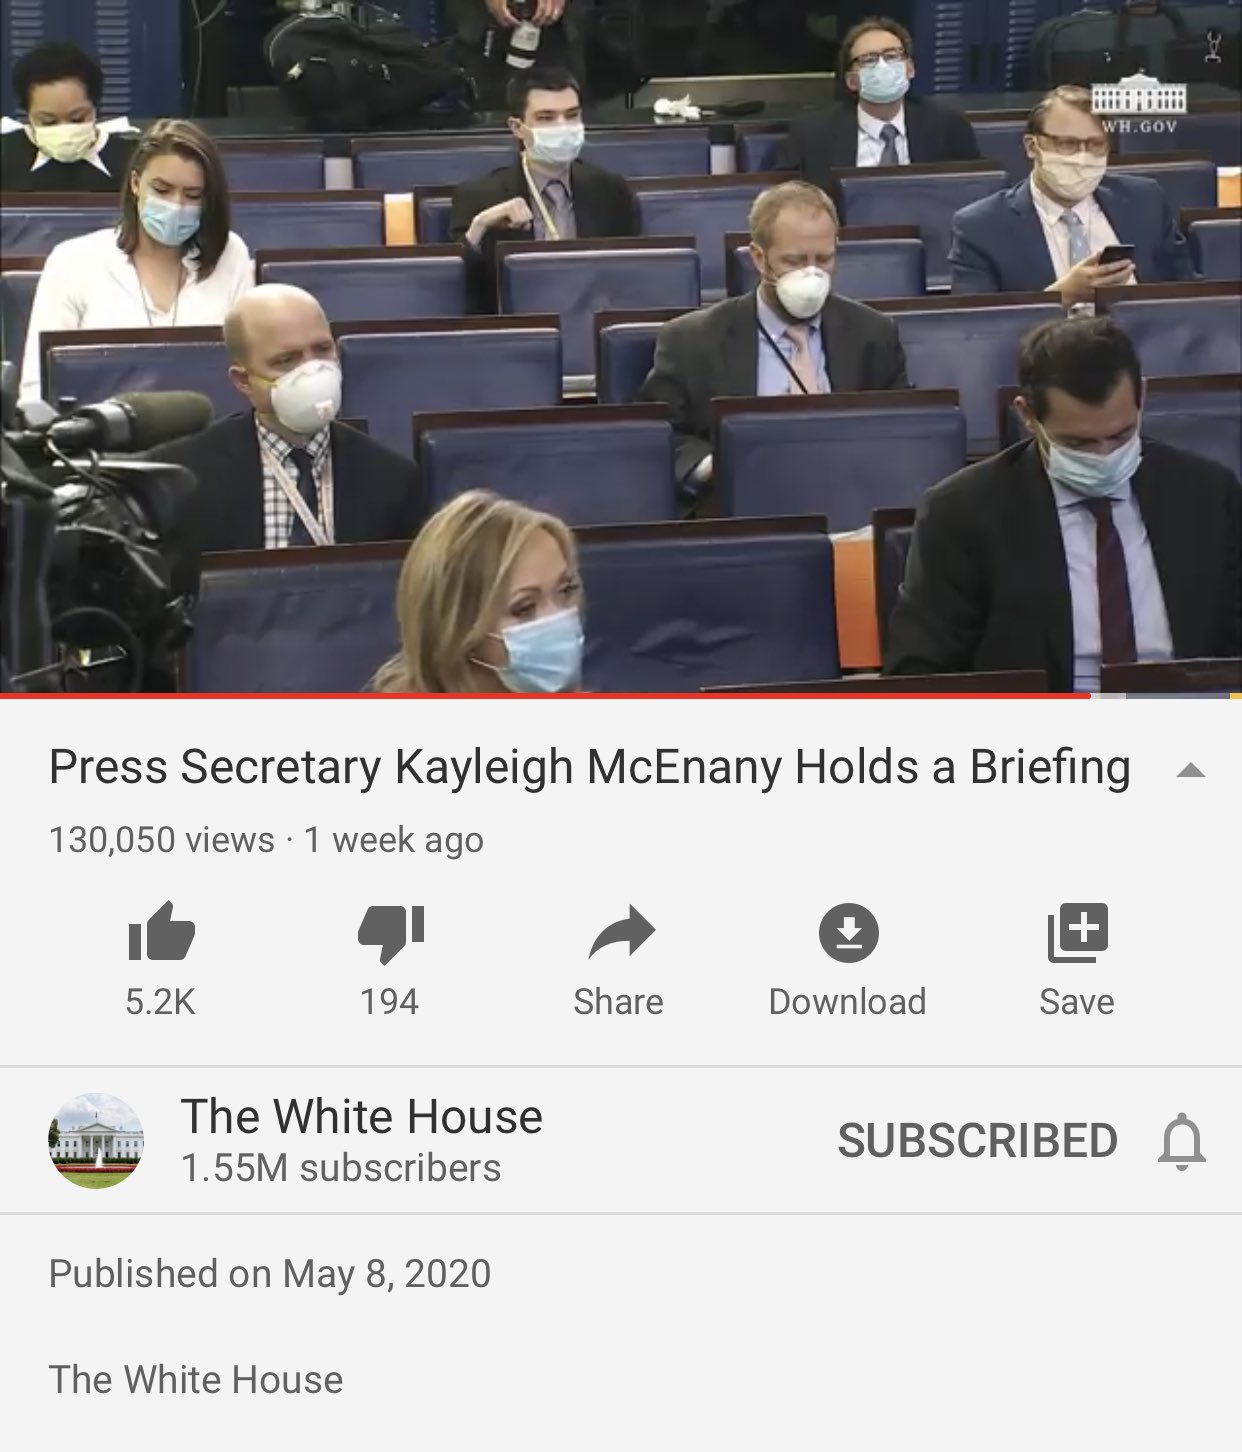 WH.GOV
Press Secretary Kayleigh McEnany Holds a Briefing
130,050 views · 1 week ago
5.2K 194 Share Download Save
The White House
1.55M subscribers
SUBSCRIBED
Published on May 8, 2020
The White House